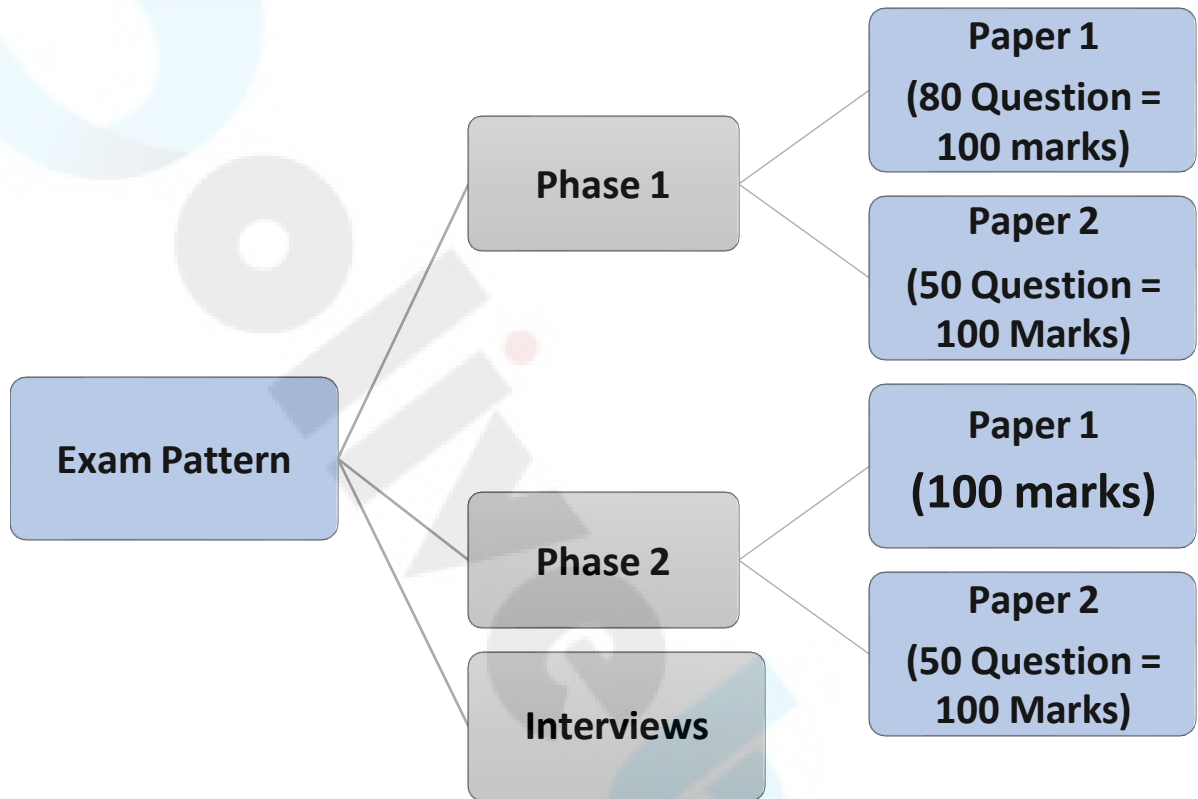 Exam Pattern
Phase 1
Paper 1
(80 Question =
100 marks)
Paper 2
(50 Question =
100 Marks)
Phase 2
Paper 1
(100 marks)
Paper 2
(50 Question =
100 Marks)
Interviews